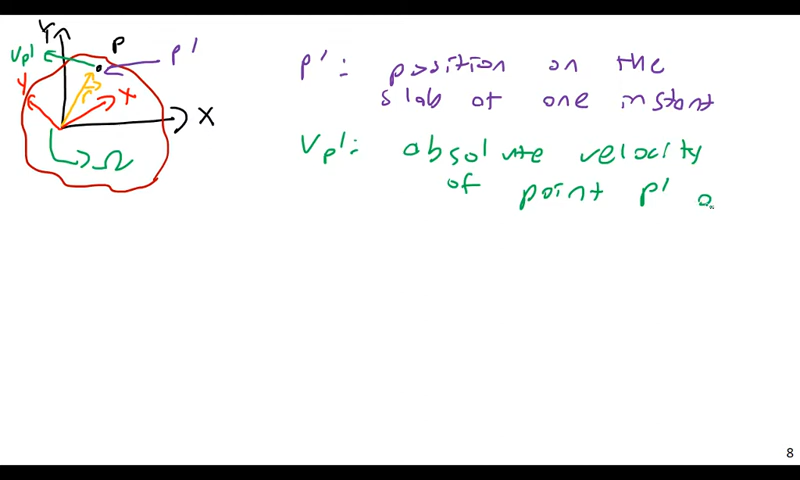 Y
P
P'
Vp'
Y
r
x
X
Ω
P': position on the
slab at one instant
Vp': absolute velocity
of point p' o
8